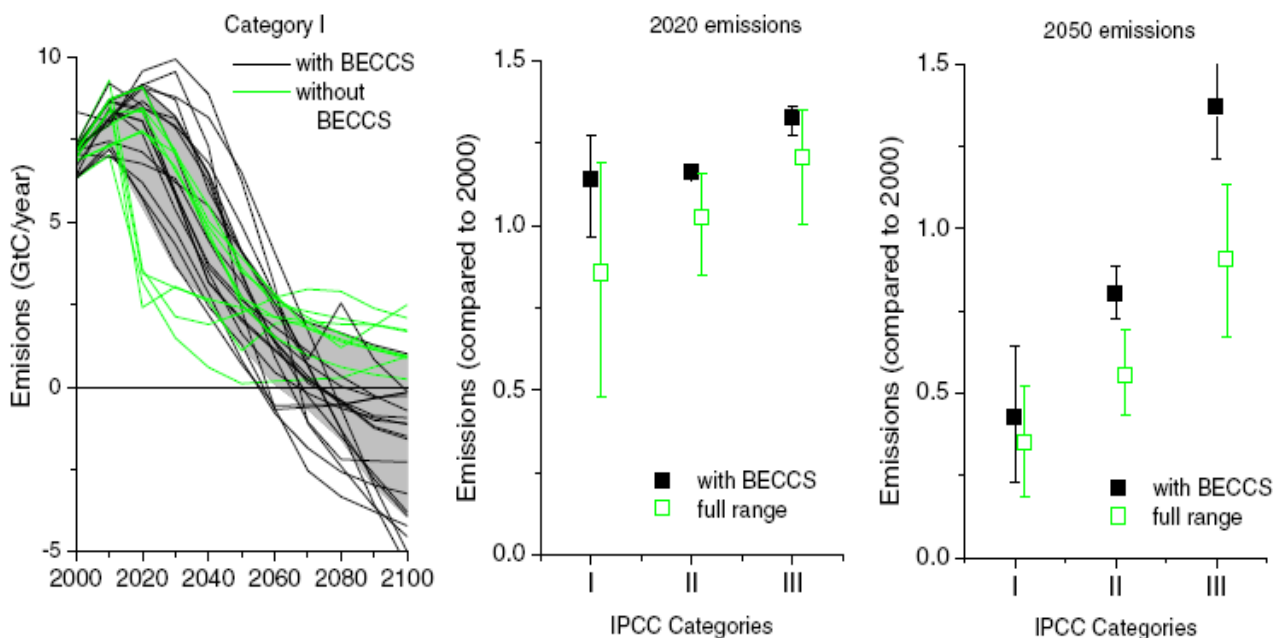 Category I
with BECCS
without
BECCS
Emisions (GtC/year)
10
5
0
-5
2000 2020 2040 2060 2080 2100
2020 emissions
Emissions (compared to 2000)
1.5
1.0
0.5
0.0
with BECCS
full range
I II III
IPCC Categories
2050 emissions
Emissions (compared to 2000)
1.5
1.0
0.5
0.0
with BECCS
full range
I II III
IPCC Categories